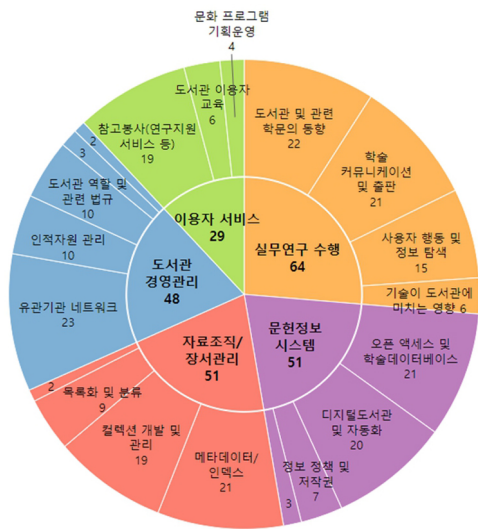 문화 프로그램
기획운영
4
도서관 이용자
교육
6
참고봉사(연구지원
서비스 등)
19
이용자 서비스
29
도서관 및 관련
학문의 동향
22
학술
커뮤니케이션
및 출판
21
사용자 행동 및
정보 탐색
15
기술이 도서관에
미치는 영향 6
실무연구 수행
64
오픈 액세스 및
학술데이터베이스
21
디지털도서관
및 자동화
20
정보 정책 및
저작권
7
3
문헌정보
시스템
51
메타데이터/
인덱스
21
컬렉션 개발 및
관리
19
목록화 및 분류
9
2
자료조직/
장서관리
51
유관기관 네트워크
23
인적자원 관리
10
도서관 역할 및
관련 법규
10
3
2
도서관
경영관리
48